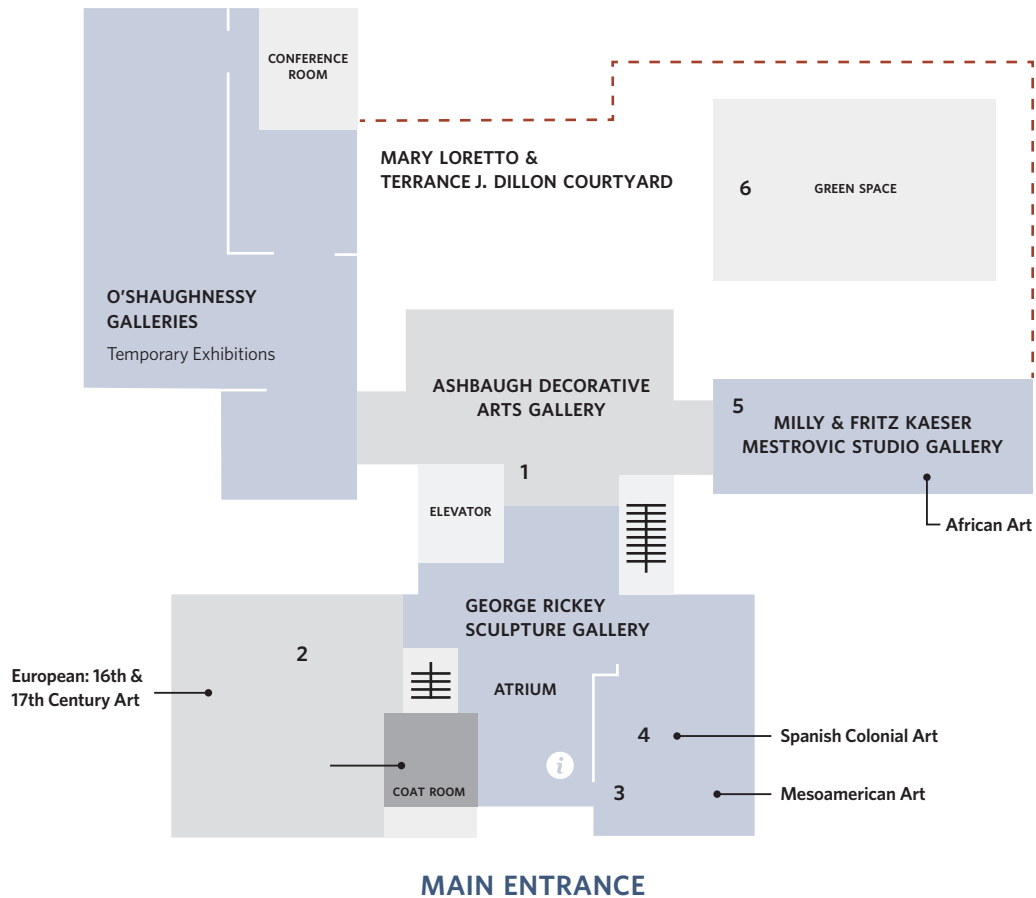 CONFERENCE
ROOM
MARY LORETTO &
TERRANCE J. DILLON COURTYARD
6
GREEN SPACE
O'SHAUGHNESSY
GALLERIES
Temporary Exhibitions
ASHBAUGH DECORATIVE
ARTS GALLERY
1
5
MILLY & FRITZ KAESER
MESTROVIC STUDIO GALLERY
African Art
ELEVATOR
GEORGE RICKEY
SCULPTURE GALLERY
2
European: 16th &
17th Century Art
ATRIUM
4
Spanish Colonial Art
i
3
Mesoamerican Art
COAT ROOM
MAIN ENTRANCE